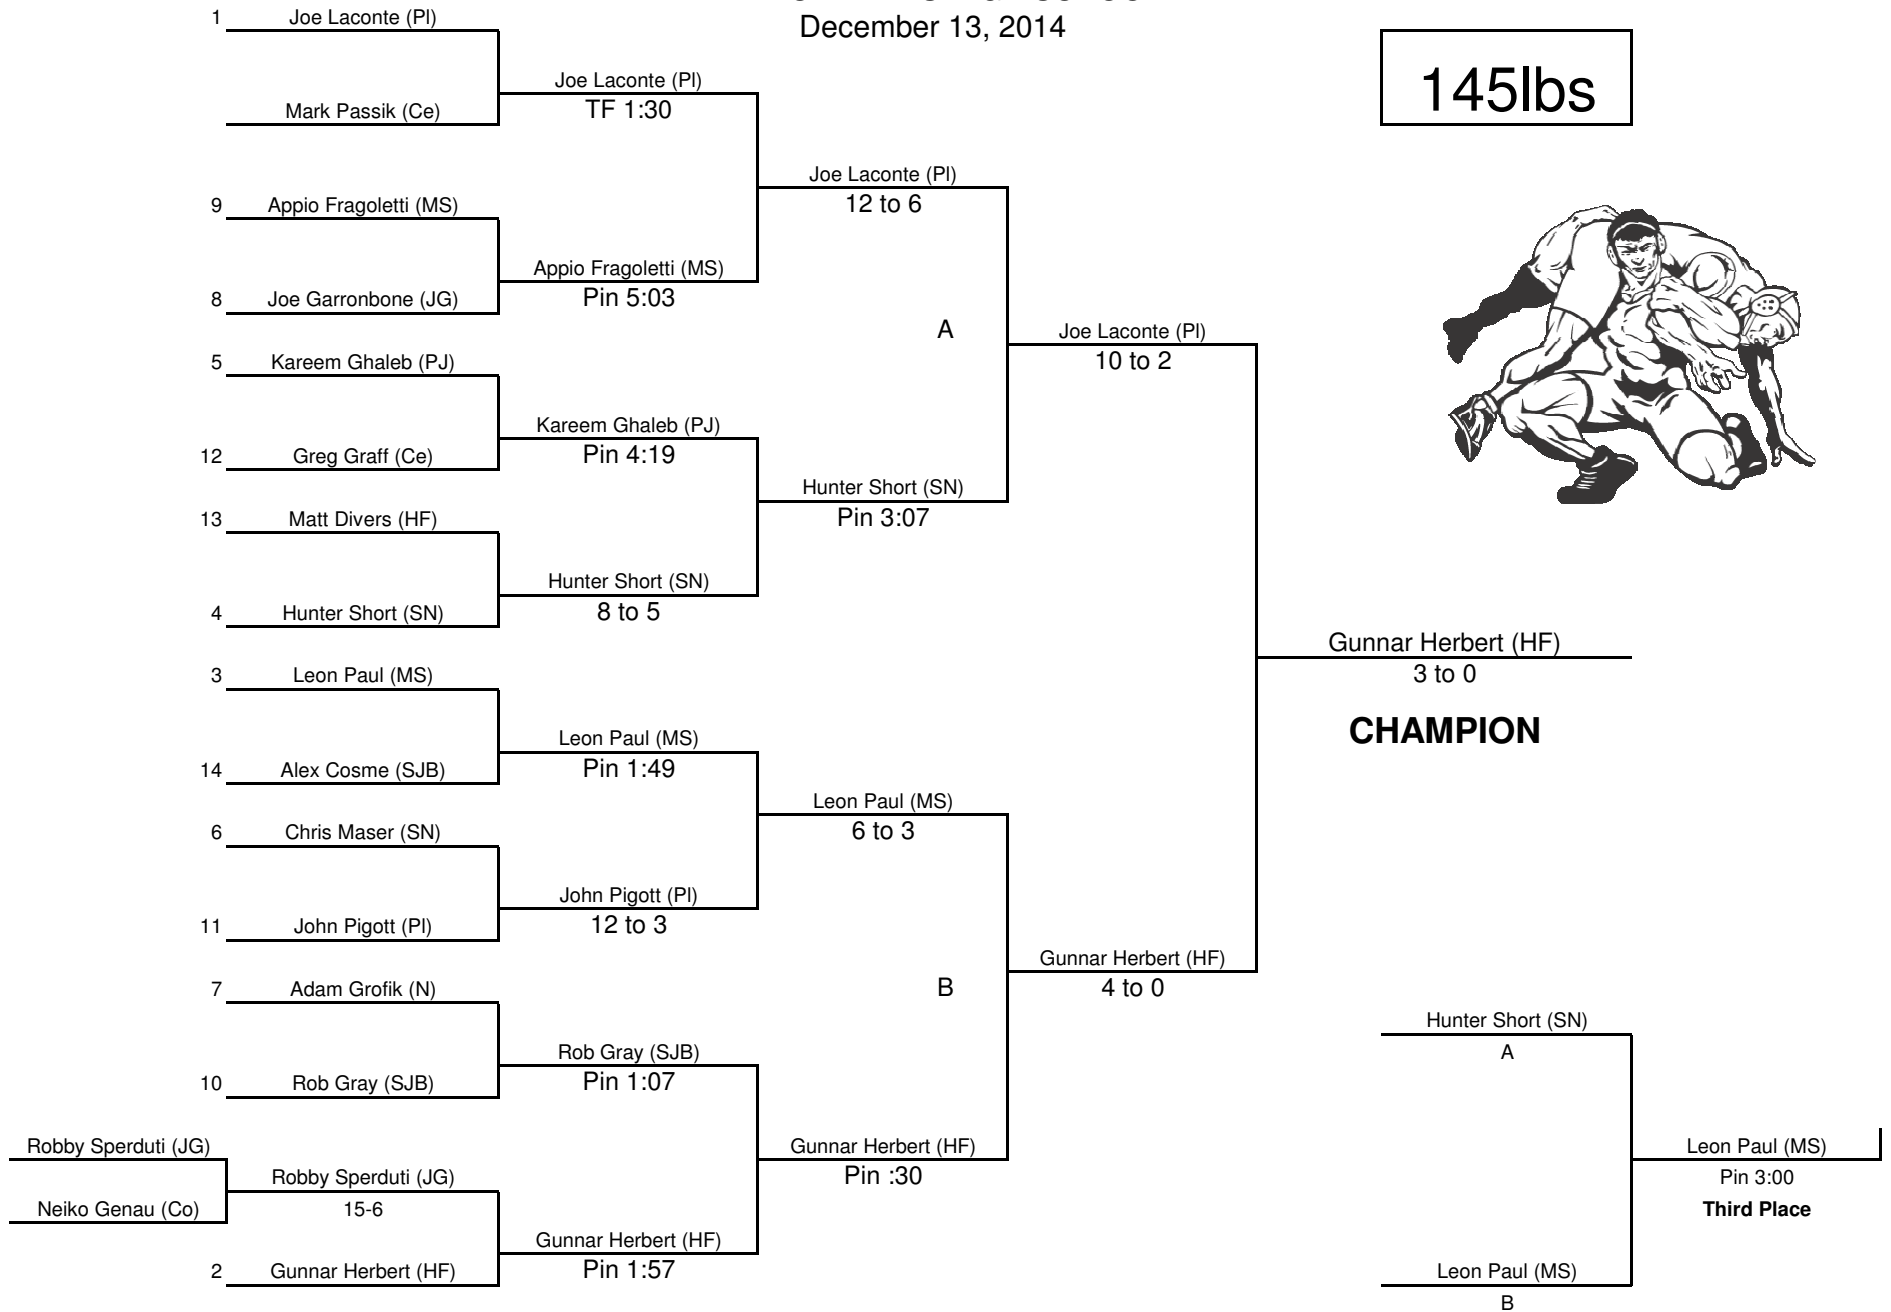 December 13, 2014
145lbs
1 Joe Laconte (Pl)
Joe Laconte (Pl)
TF 1:30
Mark Passik (Ce)
Joe Laconte (Pl)
12 to 6
9 Appio Fragoletti (MS)
Appio Fragoletti (MS)
Pin 5:03
8 Joe Garronbone (JG)
A
Joe Laconte (Pl)
10 to 2
5 Kareem Ghaleb (PJ)
Kareem Ghaleb (PJ)
Pin 4:19
12 Greg Graff (Ce)
Hunter Short (SN)
Pin 3:07
13 Matt Divers (HF)
Hunter Short (SN)
8 to 5
4 Hunter Short (SN)
Gunnar Herbert (HF)
3 to 0
CHAMPION
3 Leon Paul (MS)
Leon Paul (MS)
Pin 1:49
14 Alex Cosme (SJB)
Leon Paul (MS)
6 to 3
6 Chris Maser (SN)
John Pigott (Pl)
12 to 3
11 John Pigott (Pl)
B
Gunnar Herbert (HF)
4 to 0
7 Adam Grofik (N)
Rob Gray (SJB)
Pin 1:07
10 Rob Gray (SJB)
Gunnar Herbert (HF)
Pin :30
Robby Sperduti (JG)
Robby Sperduti (JG)
15-6
Neiko Genau (Co)
Gunnar Herbert (HF)
Pin 1:57
2 Gunnar Herbert (HF)
Hunter Short (SN)
A
Leon Paul (MS)
Pin 3:00
Third Place
Leon Paul (MS)
B